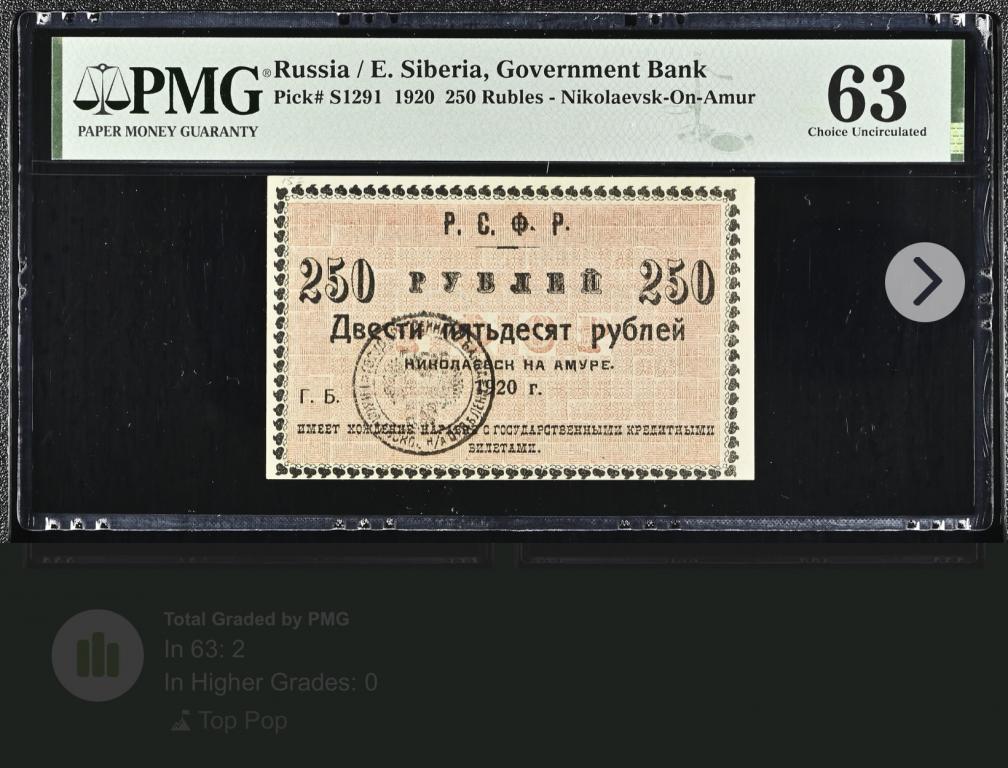 PMG®
PAPER MONEY GUARANTY
Russia / E. Siberia, Government Bank
Pick# S1291 1920 250 Rubles - Nikolaevsk-On-Amur
63
Choice Uncirculated
Р. С. Ф. Р.
250 РУБЛЕЙ 250
Двести пятьдесят рублей
НИКОЛАЕВСК НА АМУРЕ.
1920 г.
Г. Б.
ИМЕЕТ ХОЖДЕНИЕ НАРАВНѢ С ГОСУДАРСТВЕННЫМИ КРЕДИТНЫМИ
БИЛЕТАМИ.
Total Graded by PMG
In 63: 2
In Higher Grades: 0
Top Pop